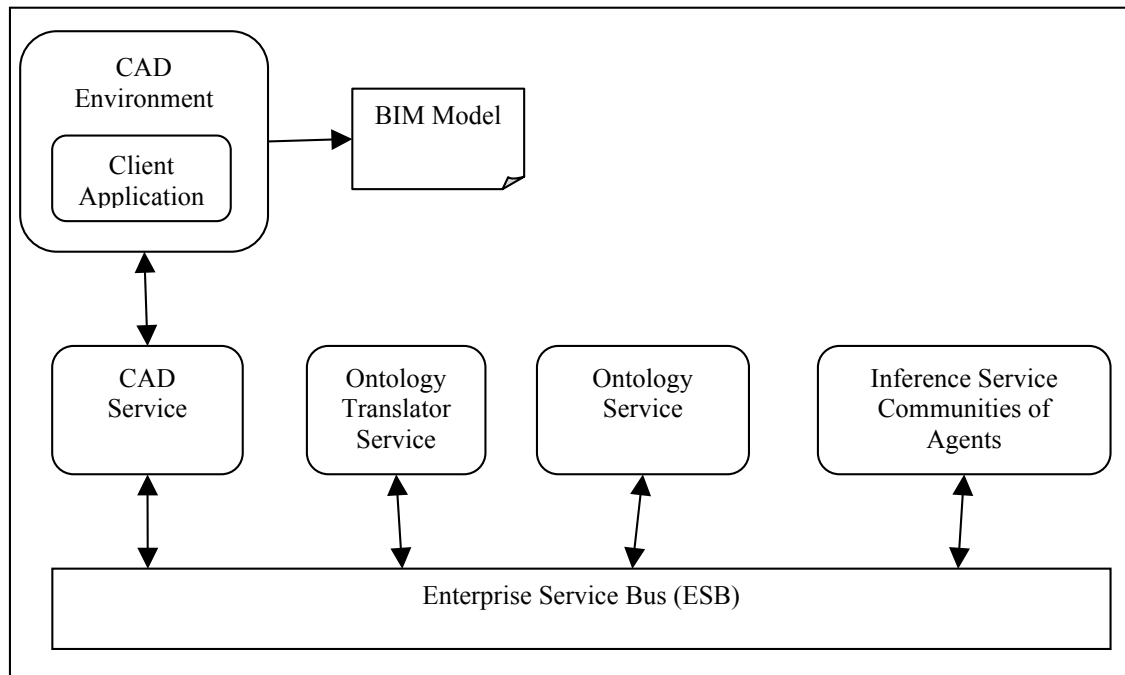 CAD
Environment
Client
Application
BIM Model
CAD
Service
Ontology
Translator
Service
Ontology
Service
Inference Service
Communities of
Agents
Enterprise Service Bus (ESB)